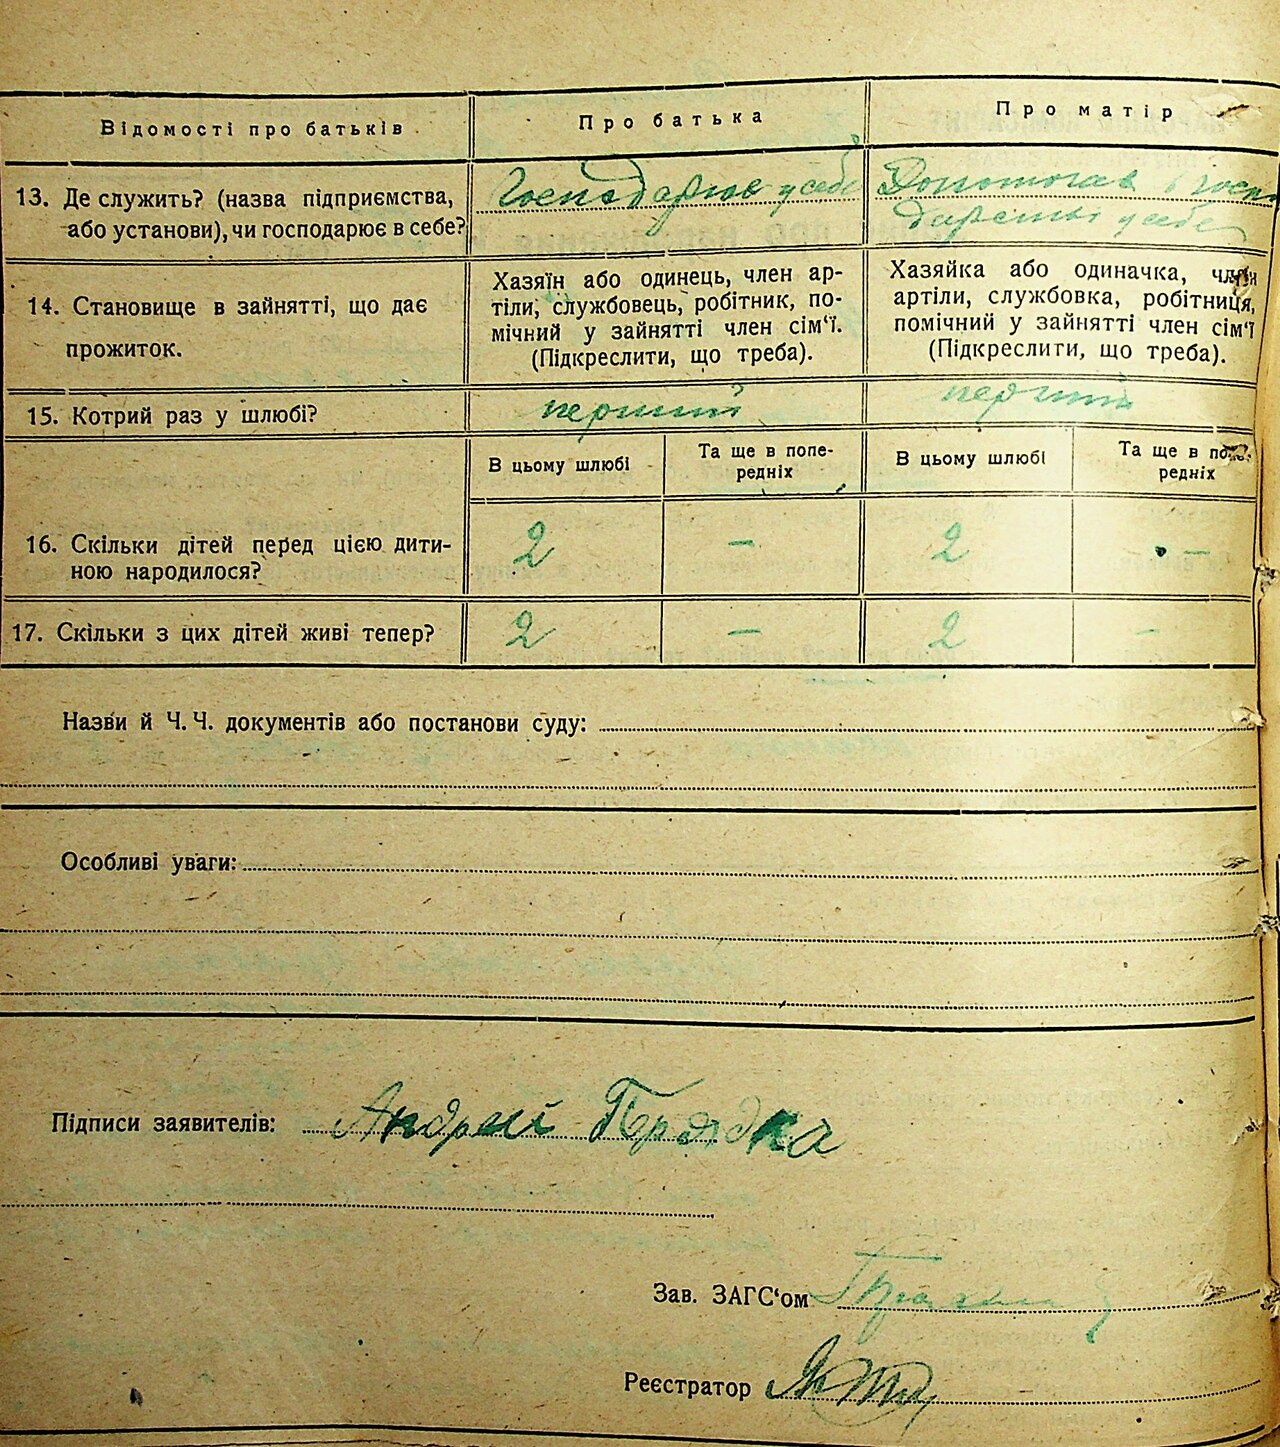 Відомості про батьків
Про батька
Про матір
13. Де служить? (назва підприємства,
або установи), чи господарює в себе?
Господарює у себе
Допомогав в госпо
дарстві у себе
14. Становище в зайнятті, що дає
прожиток.
Хазяїн або одинець, член ар-
тіли, службовець, робітник, по-
мічний у зайнятті член сім‘ї.
(Підкреслити, що треба).
Хазяйка або одиначка, член
артіли, службовка, робітниця,
помічний у зайнятті член сім‘ї
(Підкреслити, що треба).
15. Котрий раз у шлюбі?
перший
перший
В цьому шлюбі
Та ще в попе-
редніх
В цьому шлюбі
Та ще в попе-
редніх
16. Скільки дітей перед цією дити-
ною народилося?
2
—
2
—
17. Скільки з цих дітей живі тепер?
2
—
2
—
Назви й Ч. Ч. документів або постанови суду:
Особливі уваги:
Підписи заявителів: Андрей Прядка
Зав. ЗАГС‘ом
Реєстратор